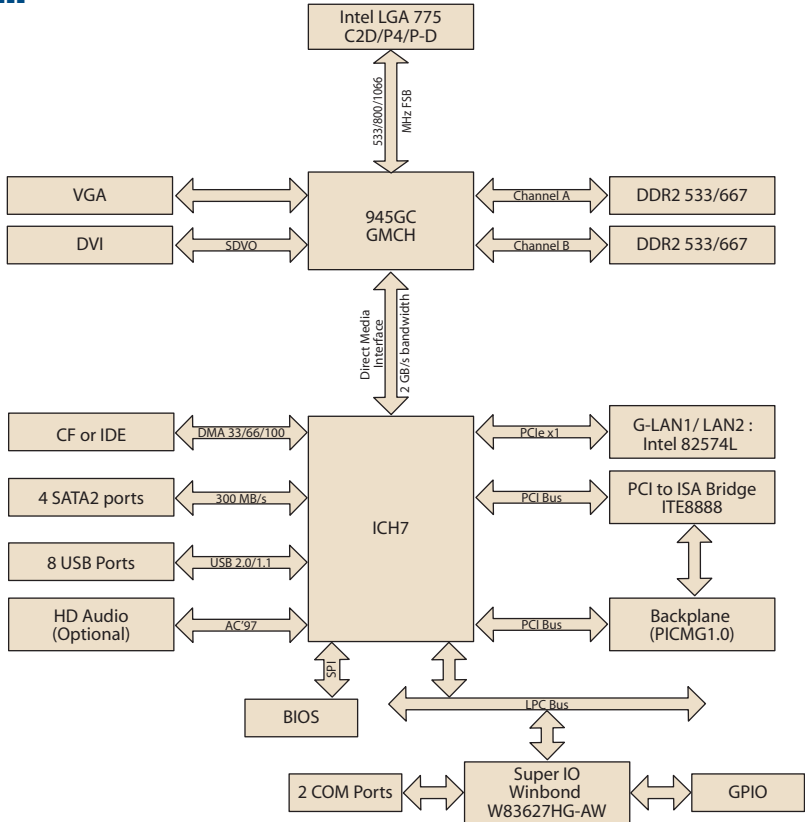 Intel LGA 775
C2D/P4/P-D
533/800/1066
MHz FSB
VGA
945GC
GMCH
Channel A
DDR2 533/667
DVI
SDVO
Channel B
DDR2 533/667
Direct Media
Interface
2 GB/s bandwidth
CF or IDE
DMA 33/66/100
ICH7
PCIe x1
G-LAN1/ LAN2 :
Intel 82574L
4 SATA2 ports
300 MB/s
PCI Bus
PCI to ISA Bridge
ITE8888
8 USB Ports
USB 2.0/1.1
HD Audio
(Optional)
AC'97
PCI Bus
Backplane
(PICMG1.0)
SPI
BIOS
LPC Bus
2 COM Ports
Super IO
Winbond
W83627HG-AW
GPIO